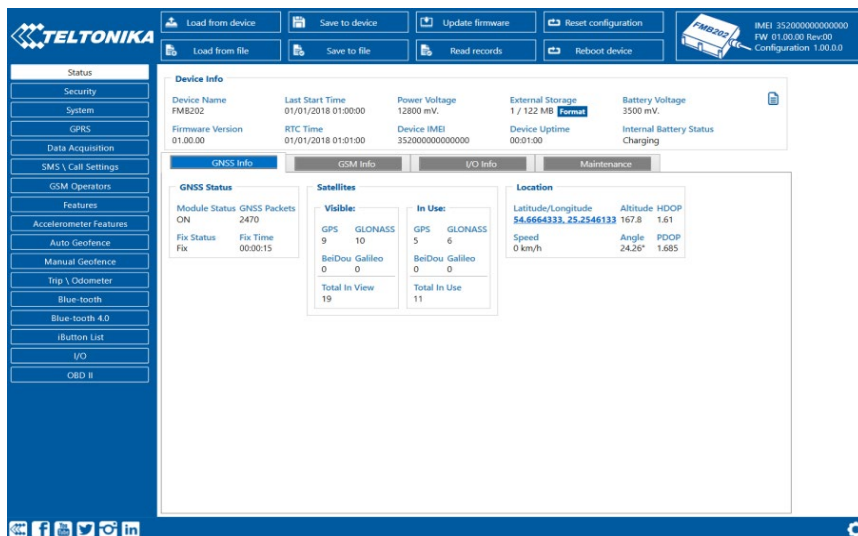 TELTONIKA
Load from device
Save to device
Update firmware
Reset configuration
Load from file
Save to file
Read records
Reboot device
FMB202
IMEI 352000000000000
FW 01.00.00 Rev:00
Configuration 1.00.0.0
Status
Security
System
GPRS
Data Acquisition
SMS \ Call Settings
GSM Operators
Features
Accelerometer Features
Auto Geofence
Manual Geofence
Trip \ Odometer
Blue-tooth
Blue-tooth 4.0
iButton List
I/O
OBD II
Device Info
Device Name
FMB202
Last Start Time
01/01/2018 01:00:00
Power Voltage
12800 mV.
External Storage
1 / 122 MB Format
Battery Voltage
3500 mV.
Firmware Version
01.00.00
RTC Time
01/01/2018 01:01:00
Device IMEI
352000000000000
Device Uptime
00:01:00
Internal Battery Status
Charging
GNSS Info
GSM Info
I/O Info
Maintenance
GNSS Status
Module Status GNSS Packets
ON 2470
Fix Status Fix Time
Fix 00:00:15
Satellites
Visible:
GPS GLONASS
9 10
BeiDou Galileo
0 0
Total In View
19
In Use:
GPS GLONASS
5 6
BeiDou Galileo
0 0
Total In Use
11
Location
Latitude/Longitude Altitude HDOP
54.6664333, 25.2546133 167.8 1.61
Speed Angle PDOP
0 km/h 24.26° 1.685